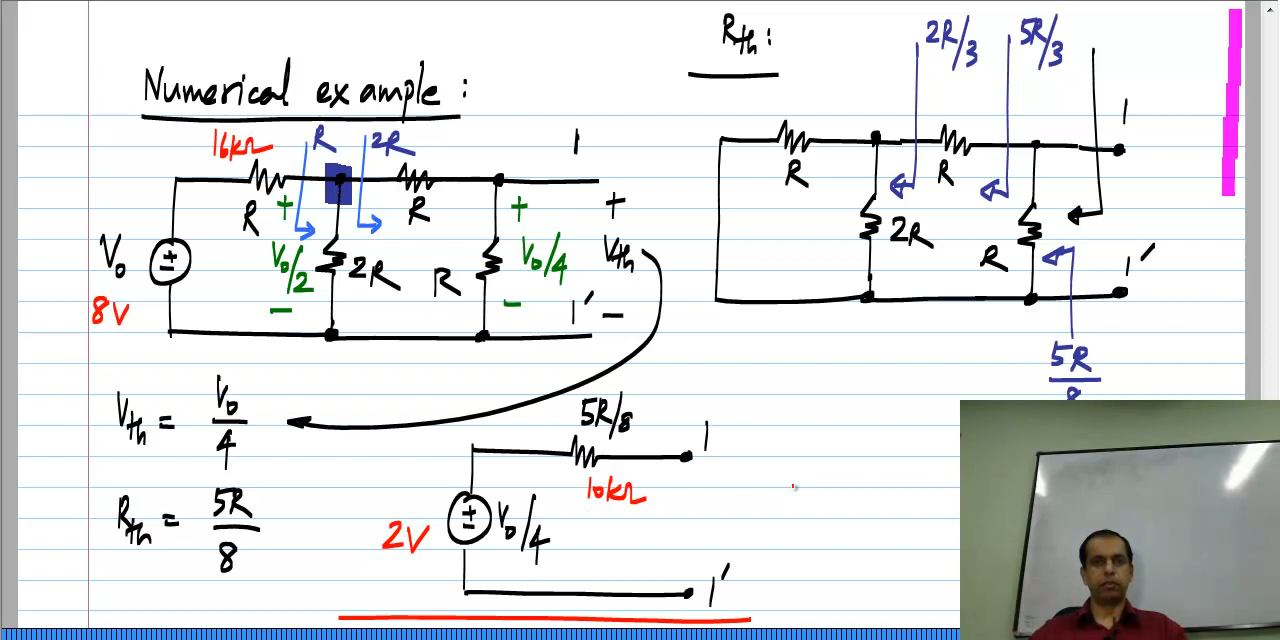 Numerical example :
16kΩ
R
2R
1
R
R
+
+
+
V₀
V₀/2
2R
R
V₀/4
Vth
8V
−
−
1′ −
Vth = V₀/4
Rth = 5R/8
5R/8
1
10kΩ
2V
V₀/4
1′
Rth :
2R/3
5R/3
1
R
R
2R
R
1′
5R/8